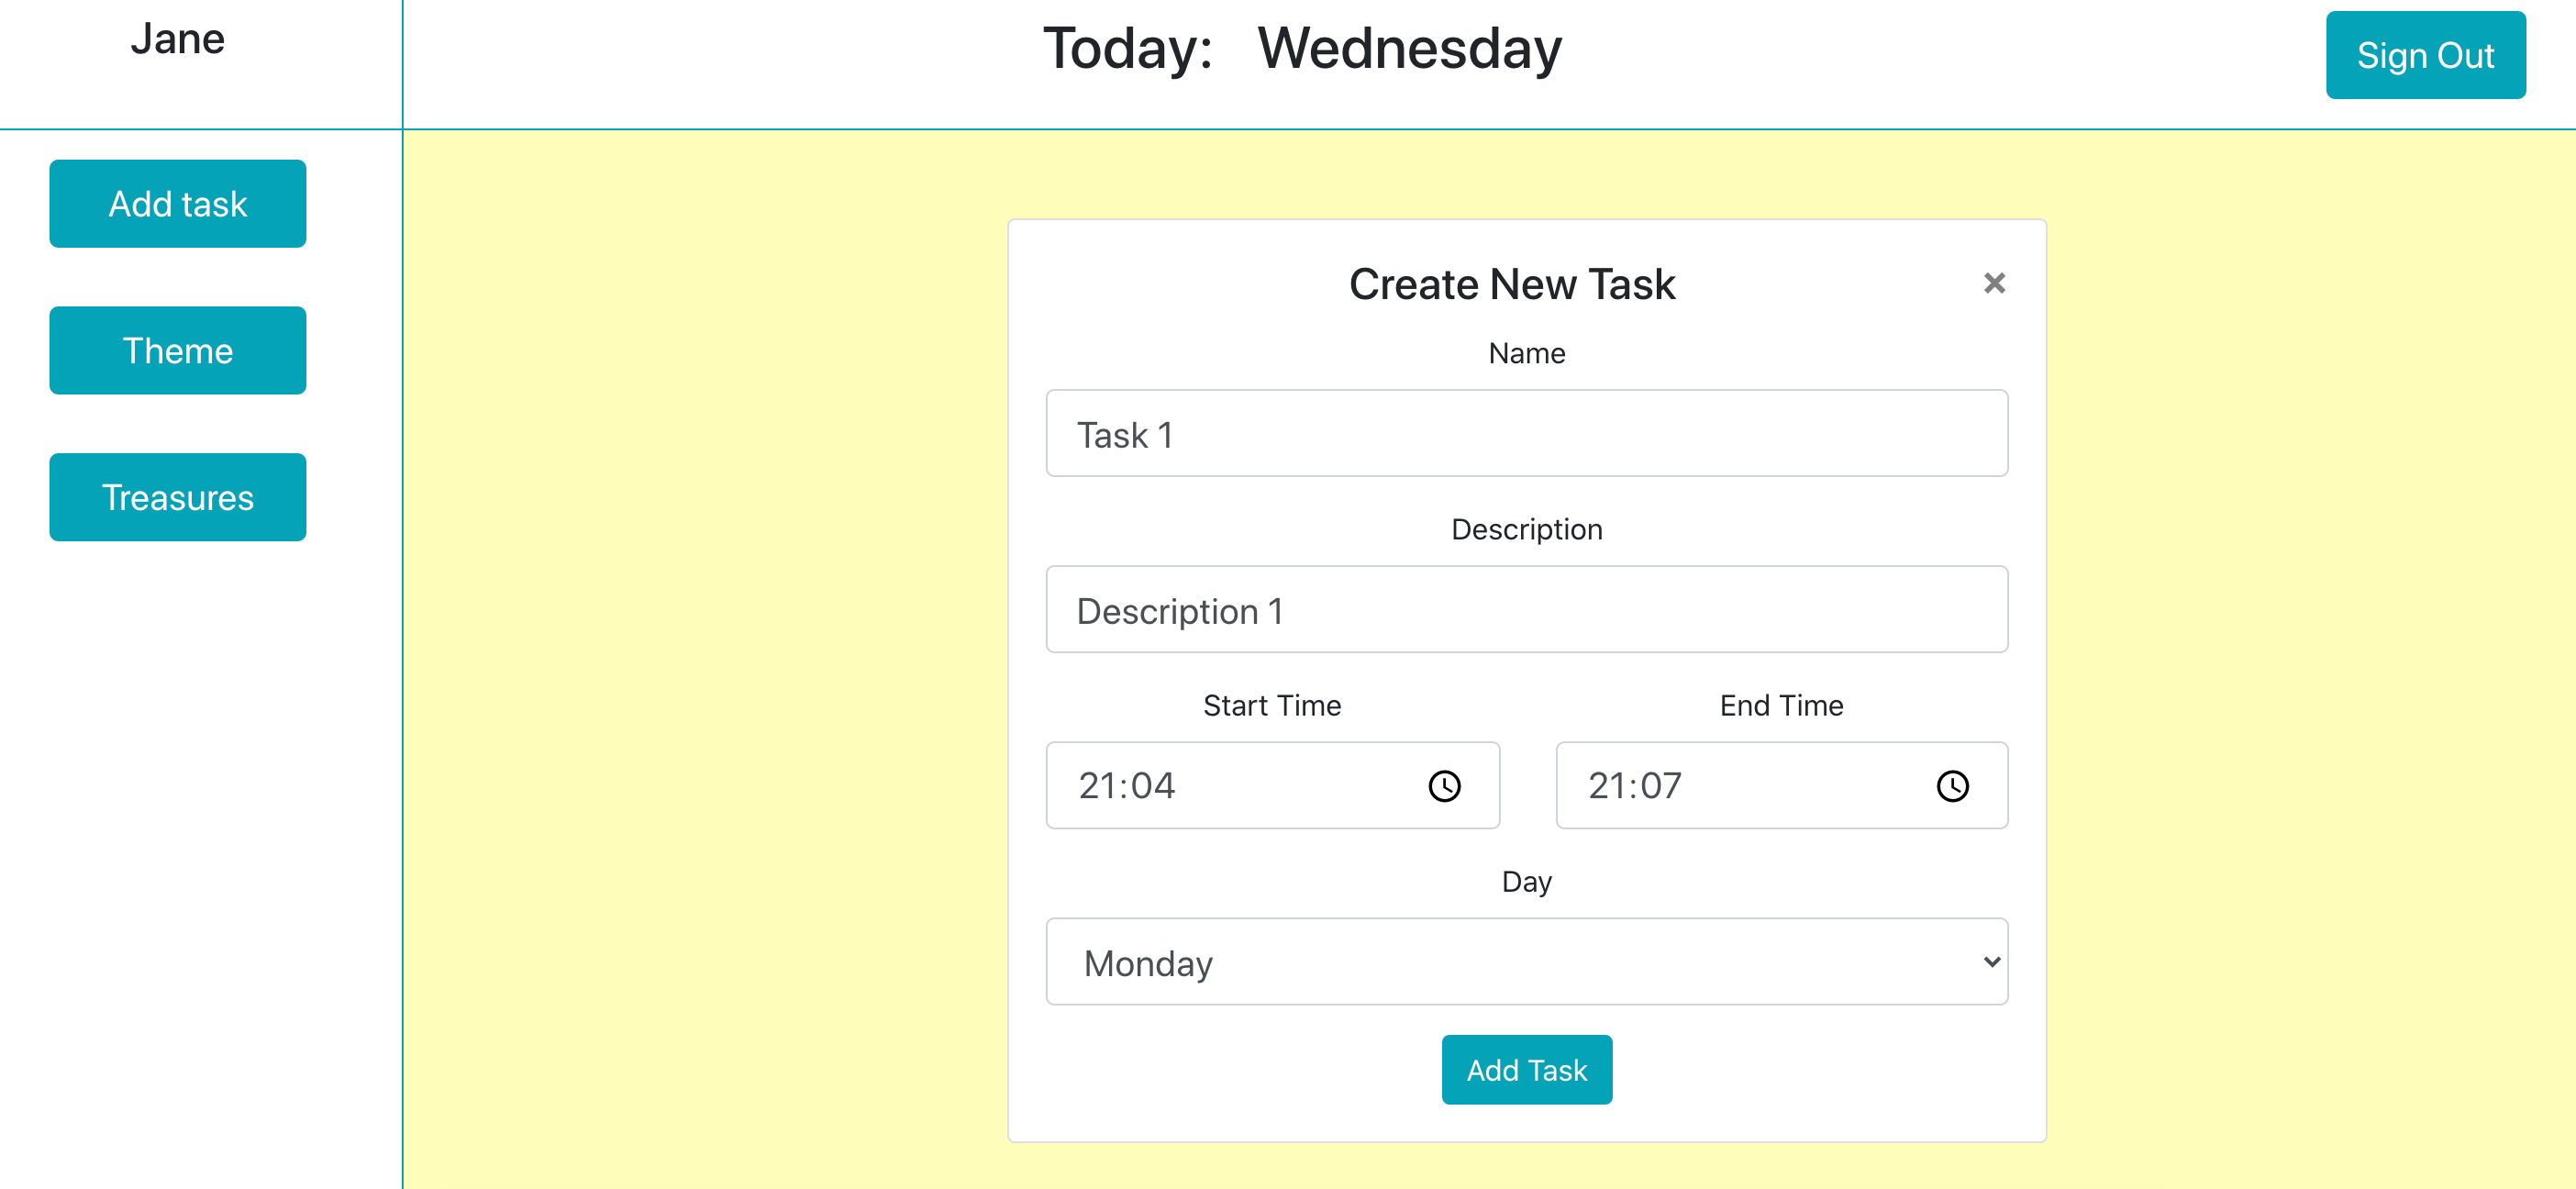 Jane
Today: Wednesday
Sign Out
Add task
Theme
Treasures
Create New Task
×
Name
Task 1
Description
Description 1
Start Time End Time
21:04 21:07
Day
Monday
Add Task